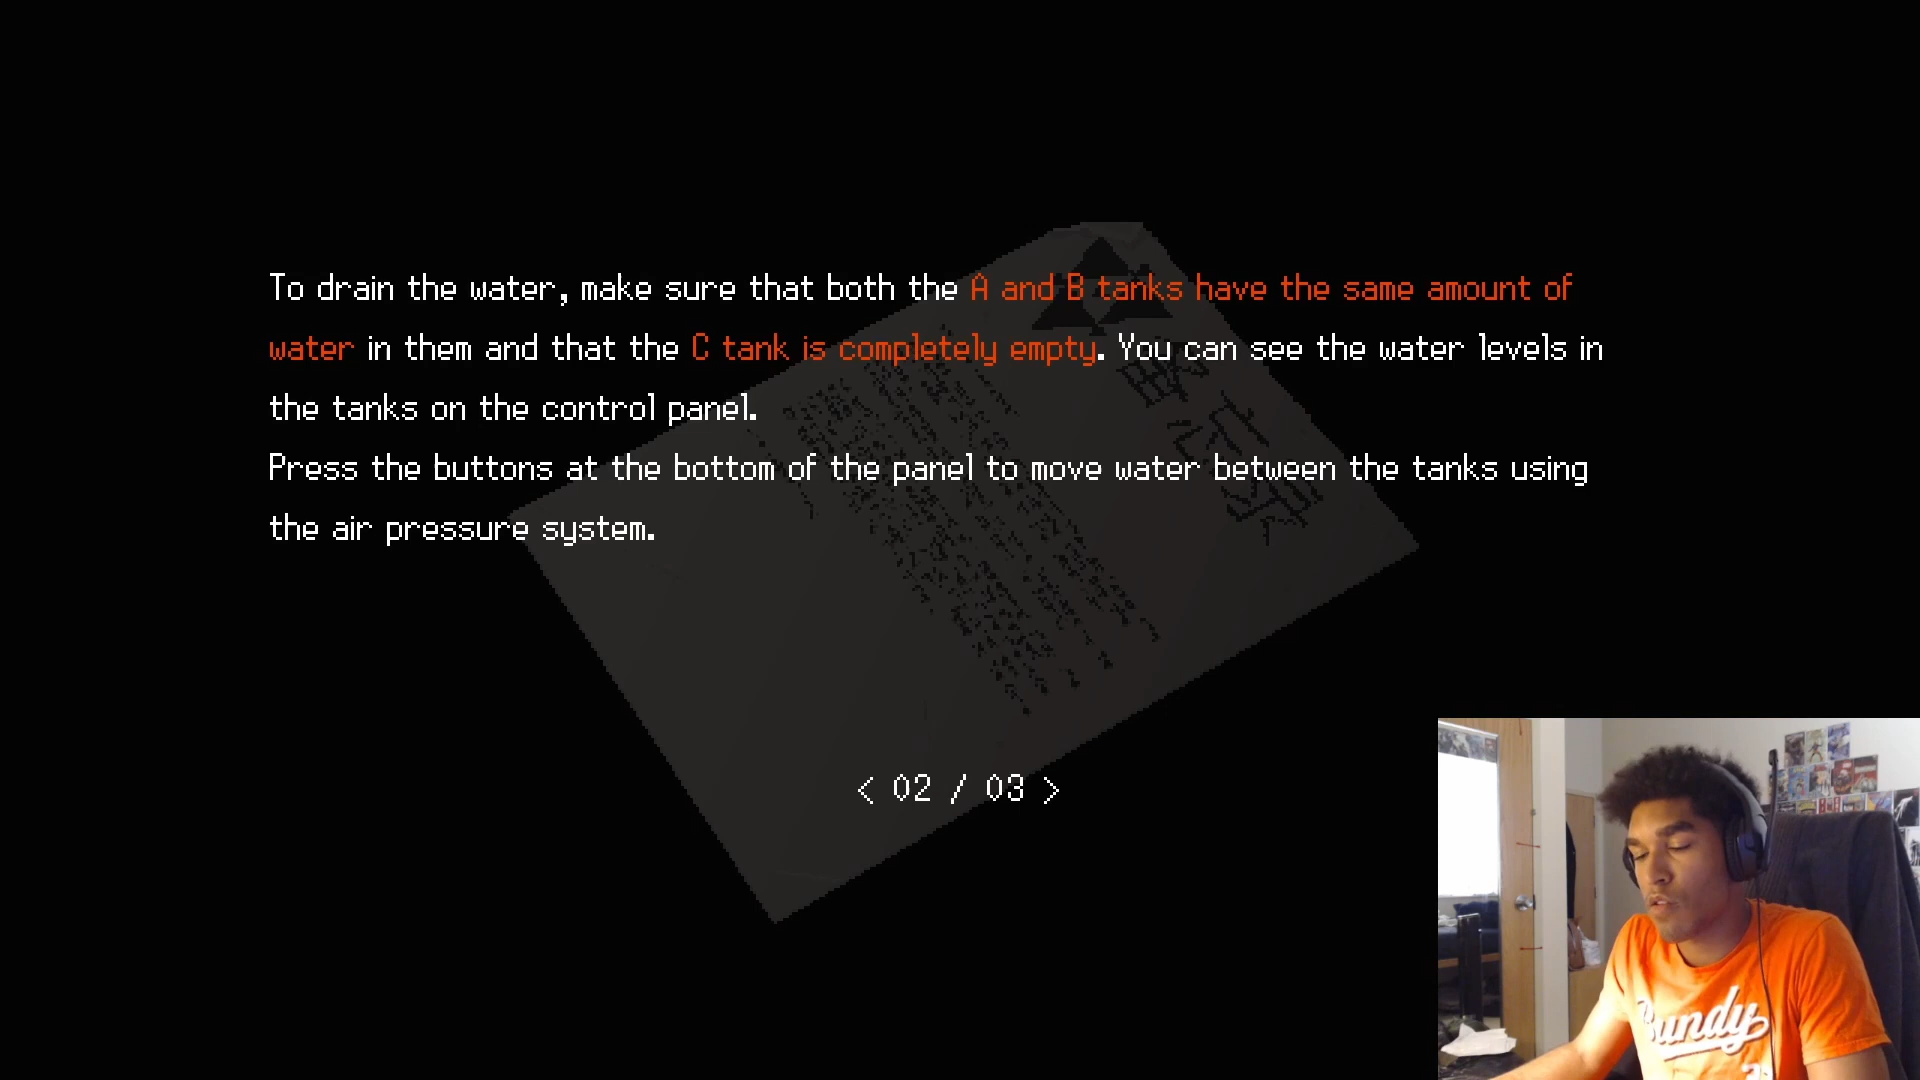 To drain the water, make sure that both the A and B tanks have the same amount of
water in them and that the C tank is completely empty. You can see the water levels in
the tanks on the control panel.
Press the buttons at the bottom of the panel to move water between the tanks using
the air pressure system.
< 02 / 03 >
Bundy